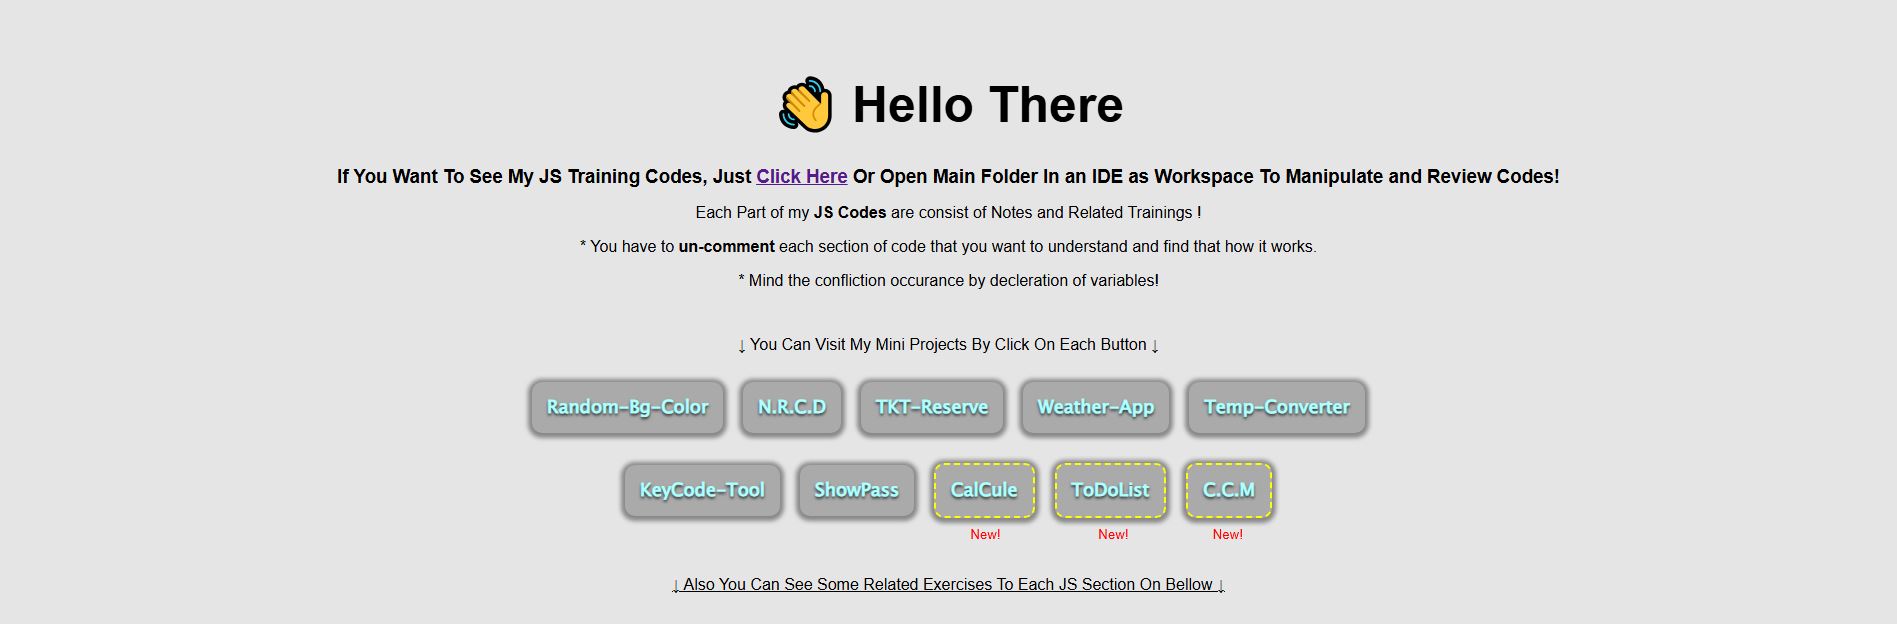 👋 Hello There
If You Want To See My JS Training Codes, Just Click Here Or Open Main Folder In an IDE as Workspace To Manipulate and Review Codes!
Each Part of my JS Codes are consist of Notes and Related Trainings !
* You have to un-comment each section of code that you want to understand and find that how it works.
* Mind the confliction occurance by decleration of variables!
↓ You Can Visit My Mini Projects By Click On Each Button ↓
Random-Bg-Color N.R.C.D TKT-Reserve Weather-App Temp-Converter
KeyCode-Tool ShowPass CalCule ToDoList C.C.M
New! New! New!
↓ Also You Can See Some Related Exercises To Each JS Section On Bellow ↓